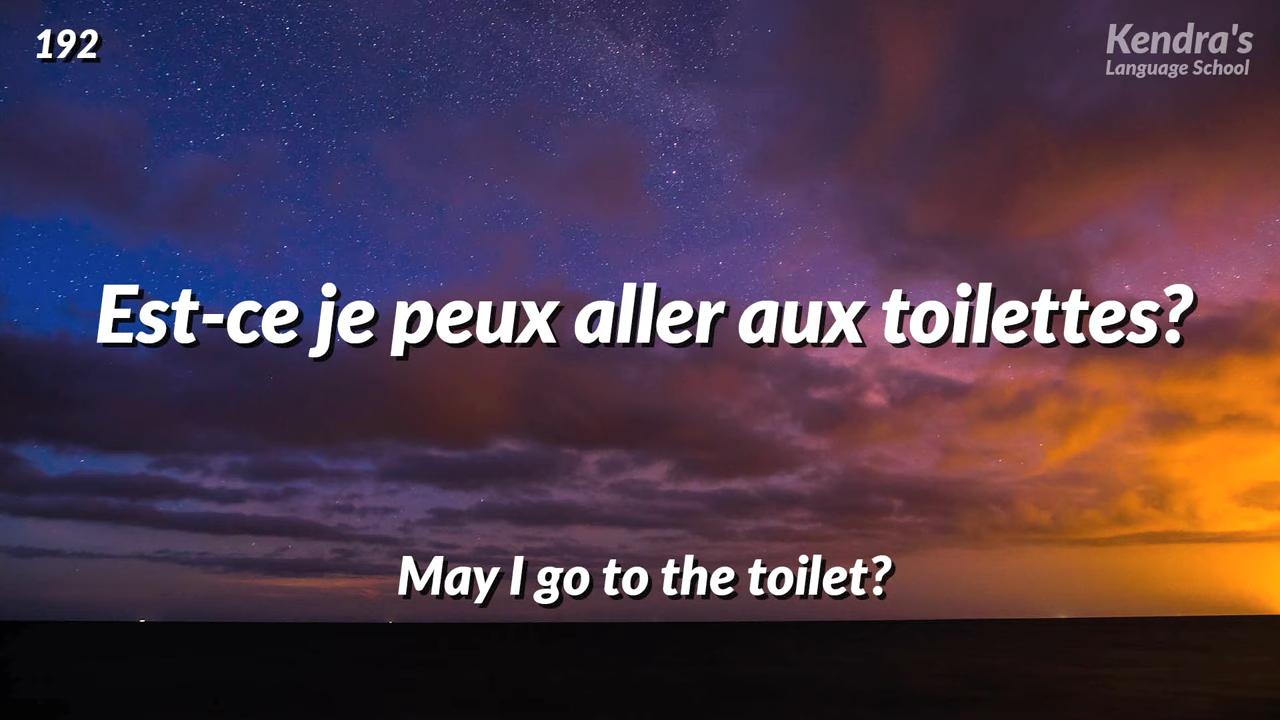 192
Kendra's
Language School
Est-ce je peux aller aux toilettes?
May I go to the toilet?